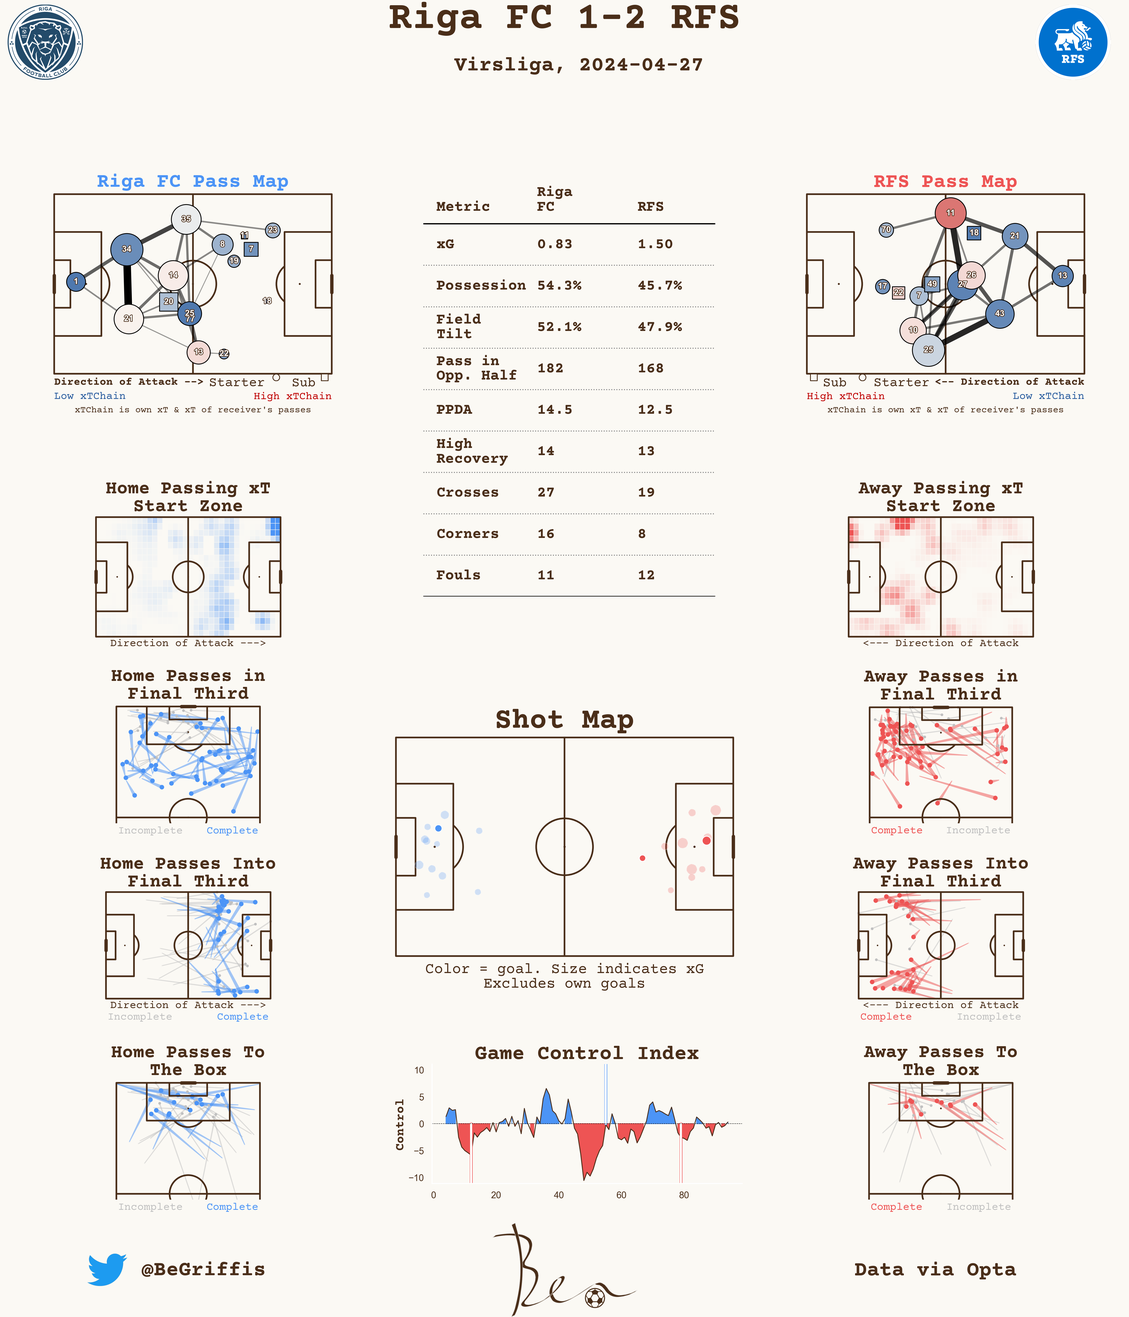 Riga FC 1-2 RFS
Virsliga, 2024-04-27
RIGA
FOOTBALL CLUB
RFS
Riga FC Pass Map
35
34
8
11
23
7
19
14
1
20
18
25
77
21
13
22
Direction of Attack --> Starter Sub
Low xTChain High xTChain
xTChain is own xT & xT of receiver's passes
Metric Riga FC RFS
xG 0.83 1.50
Possession 54.3% 45.7%
Field Tilt 52.1% 47.9%
Pass in Opp. Half 182 168
PPDA 14.5 12.5
High Recovery 14 13
Crosses 27 19
Corners 16 8
Fouls 11 12
RFS Pass Map
11
70
18
21
26
13
17
22
7
49
27
43
10
25
Sub Starter <-- Direction of Attack
High xTChain Low xTChain
xTChain is own xT & xT of receiver's passes
Home Passing xT
Start Zone
Direction of Attack --->
Away Passing xT
Start Zone
<--- Direction of Attack
Home Passes in
Final Third
Incomplete Complete
Shot Map
Color = goal. Size indicates xG
Excludes own goals
Away Passes in
Final Third
Complete Incomplete
Home Passes Into
Final Third
Direction of Attack --->
Incomplete Complete
Away Passes Into
Final Third
<--- Direction of Attack
Complete Incomplete
Home Passes To
The Box
Incomplete Complete
Game Control Index
Control
10
5
0
−5
−10
0 20 40 60 80
Away Passes To
The Box
Complete Incomplete
@BeGriffis
Ben
Data via Opta